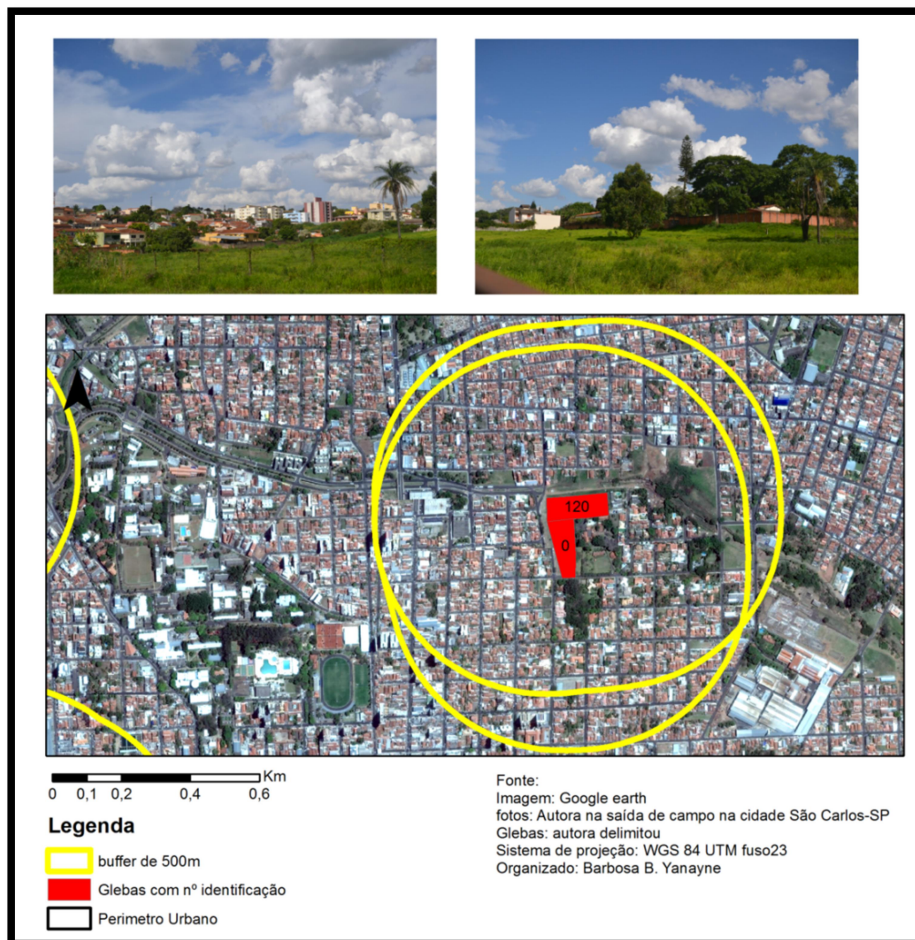 120
0
Km
0 0,1 0,2 0,4 0,6
Legenda
buffer de 500m
Glebas com nº identificação
Perimetro Urbano
Fonte:
Imagem: Google earth
fotos: Autora na saída de campo na cidade São Carlos-SP
Glebas: autora delimitou
Sistema de projeção: WGS 84 UTM fuso23
Organizado: Barbosa B. Yanayne